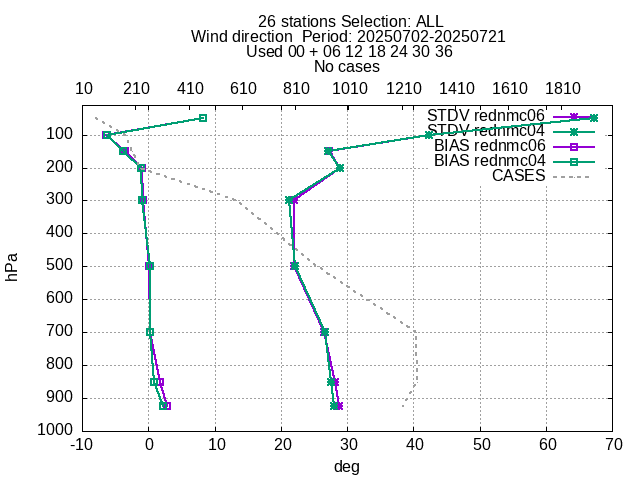 26 stations Selection: ALL
Wind direction  Period: 20250702-20250721
Used 00 + 06 12 18 24 30 36
No cases
10 210 410 610 810 1010 1210 1410 1610 1810
STDV rednmc06
STDV rednmc04
BIAS rednmc06
BIAS rednmc04
CASES
100
200
300
400
500
600
700
800
900
1000
hPa
-10 0 10 20 30 40 50 60 70
deg